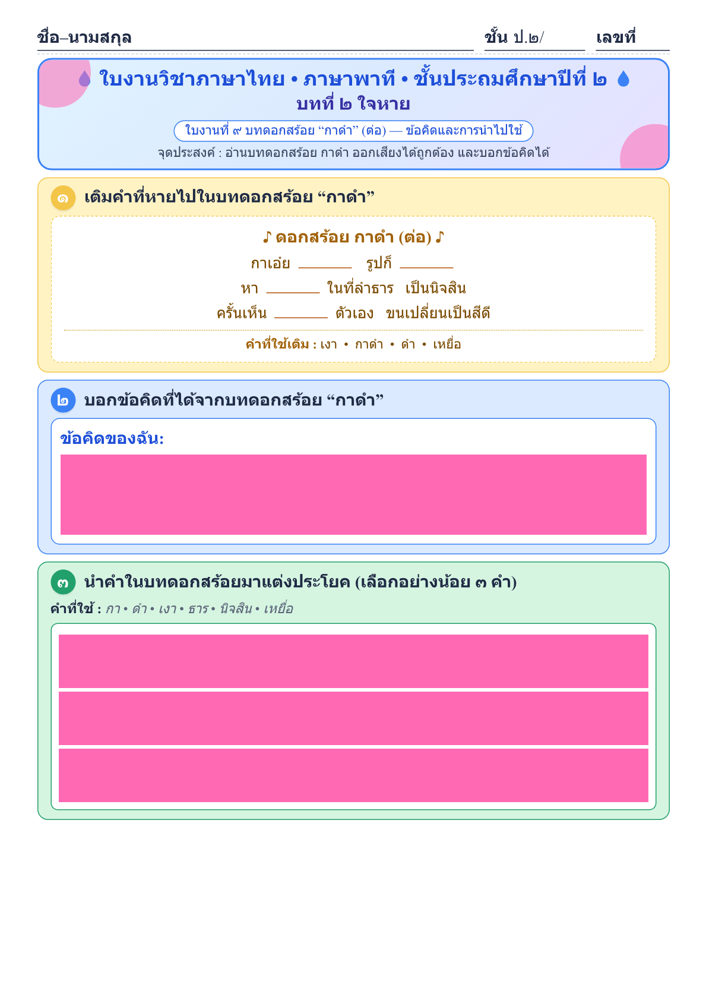 ชื่อ–นามสกุล ชั้น ป.๒/ เลขที่
ใบงานวิชาภาษาไทย • ภาษาพาที • ชั้นประถมศึกษาปีที่ ๒
บทที่ ๒ ใจหาย
ใบงานที่ ๙ บทดอกสร้อย “กาดำ” (ต่อ) — ข้อคิดและการนำไปใช้
จุดประสงค์ : อ่านบทดอกสร้อย กาดำ ออกเสียงได้ถูกต้อง และบอกข้อคิดได้
๑ เติมคำที่หายไปในบทดอกสร้อย “กาดำ”
♪ ดอกสร้อย กาดำ (ต่อ) ♪
กาเอ๋ย ________ รูปก็ ________
หา ________ ในที่ลำธาร เป็นนิจสิน
ครั้นเห็น ________ ตัวเอง ขนเปลี่ยนเป็นสีดี
คำที่ใช้เติม : เงา • กาดำ • ดำ • เหยื่อ
๒ บอกข้อคิดที่ได้จากบทดอกสร้อย “กาดำ”
ข้อคิดของฉัน:
๓ นำคำในบทดอกสร้อยมาแต่งประโยค (เลือกอย่างน้อย ๓ คำ)
คำที่ใช้ : กา • ดำ • เงา • ธาร • นิจสิน • เหยื่อ